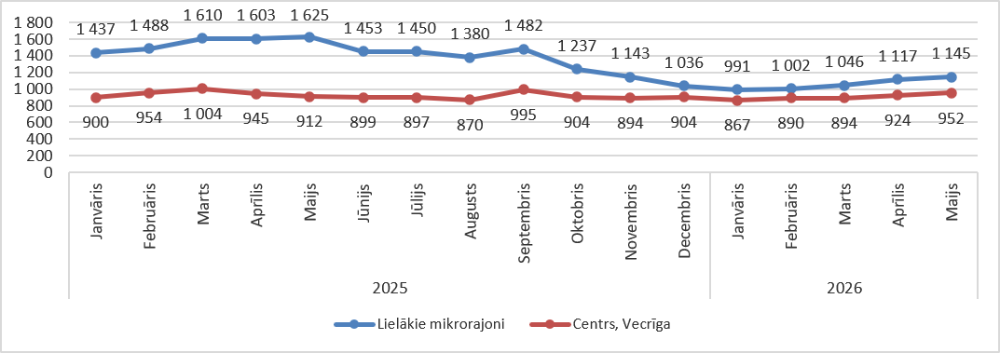 1 800
1 600
1 400
1 200
1 000
800
600
400
200
0
1 437 1 488 1 610 1 603 1 625 1 453 1 450 1 380 1 482 1 237 1 143 1 036 991 1 002 1 046 1 117 1 145
900 954 1 004 945 912 899 897 870 995 904 894 904 867 890 894 924 952
Janvāris Februāris Marts Aprīlis Maijs Jūnijs Jūlijs Augusts Septembris Oktobris Novembris Decembris Janvāris Februāris Marts Aprīlis Maijs
2025 2026
Lielākie mikrorajoni Centrs, Vecrīga